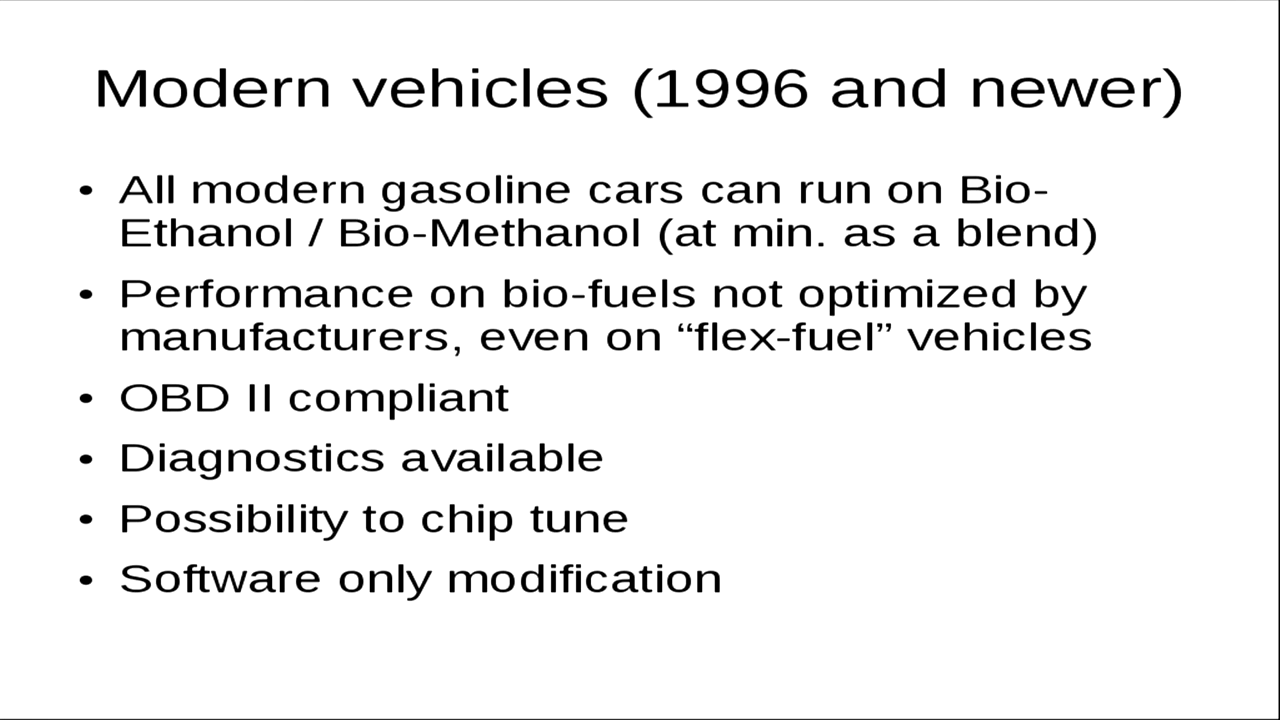 Modern vehicles (1996 and newer)
• All modern gasoline cars can run on Bio-
Ethanol / Bio-Methanol (at min. as a blend)
• Performance on bio-fuels not optimized by
manufacturers, even on “flex-fuel” vehicles
• OBD II compliant
• Diagnostics available
• Possibility to chip tune
• Software only modification